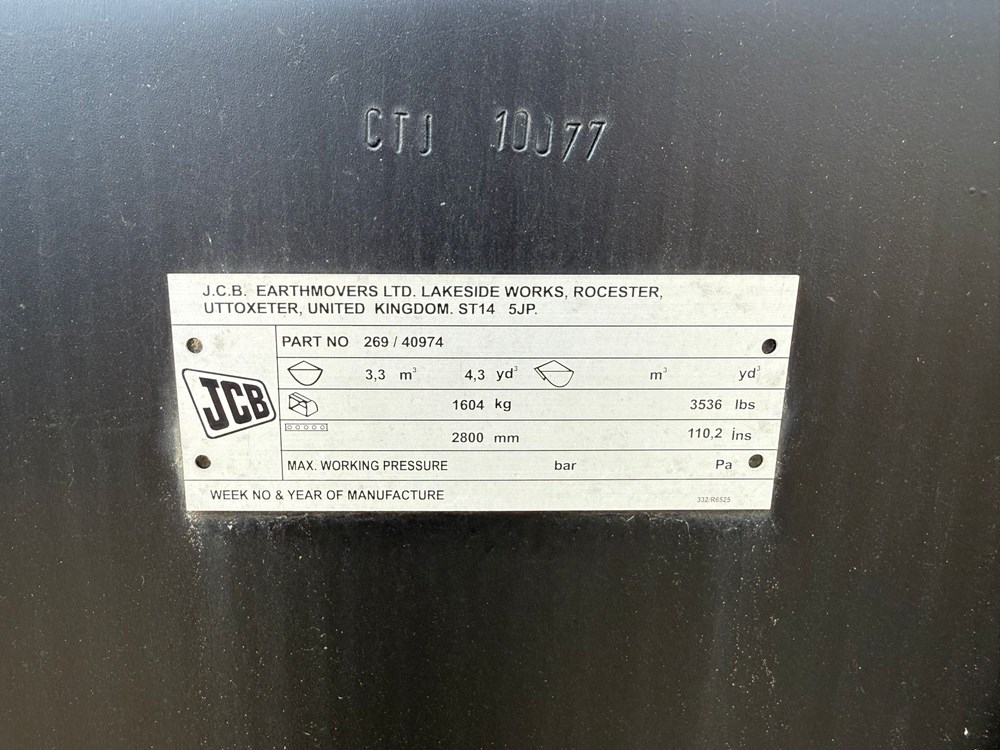 CTJ 10J77
J.C.B. EARTHMOVERS LTD. LAKESIDE WORKS, ROCESTER,
UTTOXETER, UNITED KINGDOM. ST14 5JP.
PART NO 269 / 40974
3,3 m³ 4,3 yd³ m³ yd³
JCB
1604 kg 3536 lbs
2800 mm 110,2 ins
MAX. WORKING PRESSURE bar Pa
WEEK NO & YEAR OF MANUFACTURE 332/R6525